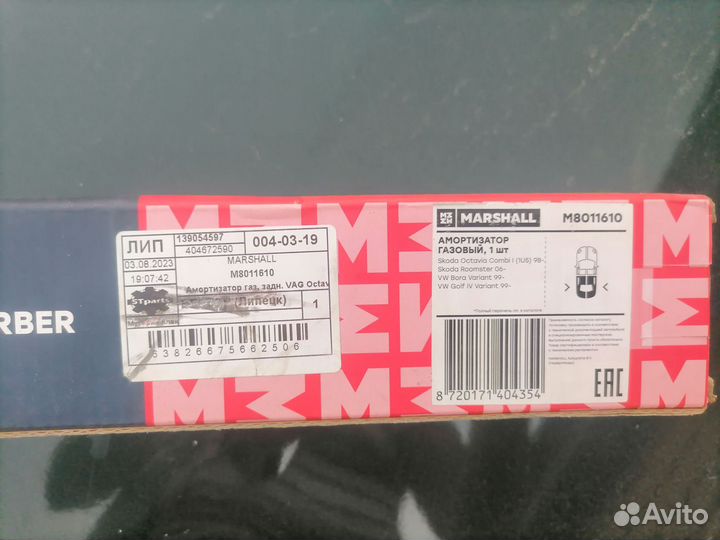 RBER
ЛИП
139054597
404672590
004-03-19
03.08.2023
19:07:42
MARSHALL
M8011610
Амортизатор газ. задн. VAG Octav
(Липецк)
1
STparts
6382667566 2506
MARSHALL
M8011610
АМОРТИЗАТОР
ГАЗОВЫЙ, 1 шт
Skoda Octavia Combi I (1U5) 98-,
Skoda Roomster 06-
VW Bora Variant 99-
VW Golf IV Variant 99-
8 720171 404354
EAC
Avito